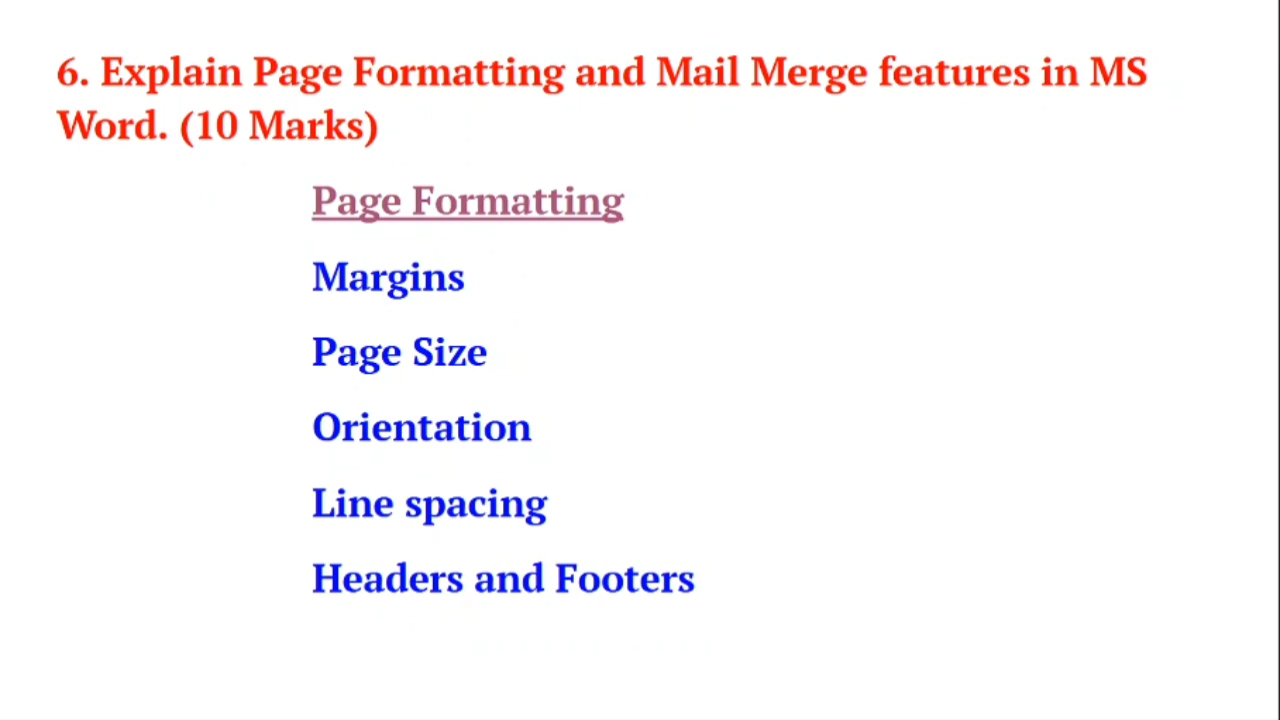 6. Explain Page Formatting and Mail Merge features in MS
Word. (10 Marks)
Page Formatting
Margins
Page Size
Orientation
Line spacing
Headers and Footers